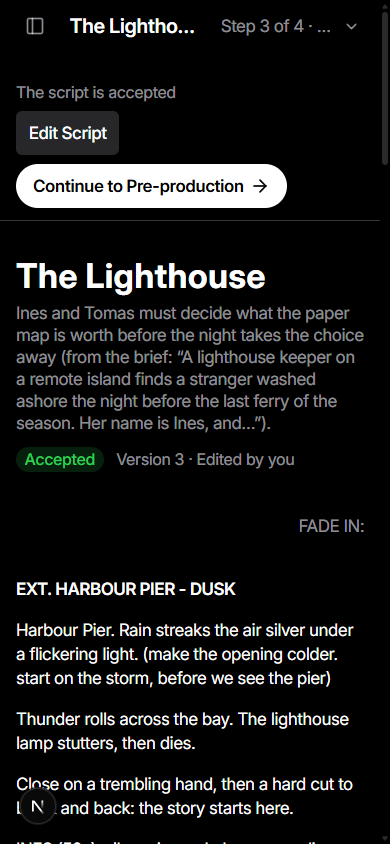 The Lightho... Step 3 of 4 · ...
The script is accepted
Edit Script
Continue to Pre-production →
The Lighthouse
Ines and Tomas must decide what the paper
map is worth before the night takes the choice
away (from the brief: “A lighthouse keeper on
a remote island finds a stranger washed
ashore the night before the last ferry of the
season. Her name is Ines, and...”).
Accepted Version 3 · Edited by you
FADE IN:
EXT. HARBOUR PIER - DUSK
Harbour Pier. Rain streaks the air silver under
a flickering light. (make the opening colder.
start on the storm, before we see the pier)
Thunder rolls across the bay. The lighthouse
lamp stutters, then dies.
Close on a trembling hand, then a hard cut to
N and back: the story starts here.